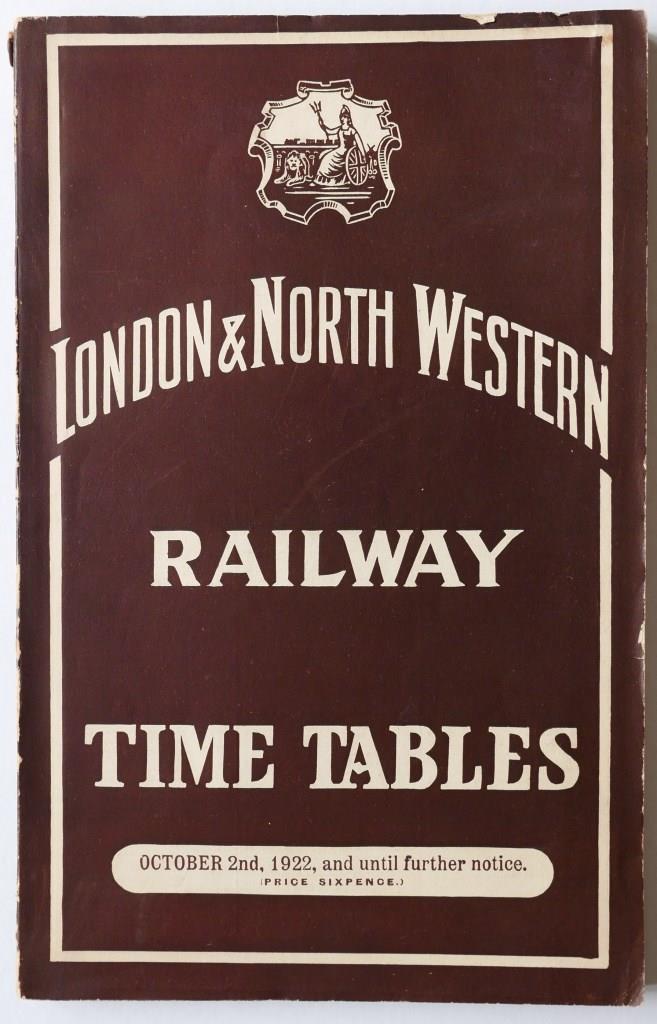 LONDON & NORTH WESTERN
RAILWAY
TIME TABLES
OCTOBER 2nd, 1922, and until further notice.
(PRICE SIXPENCE.)